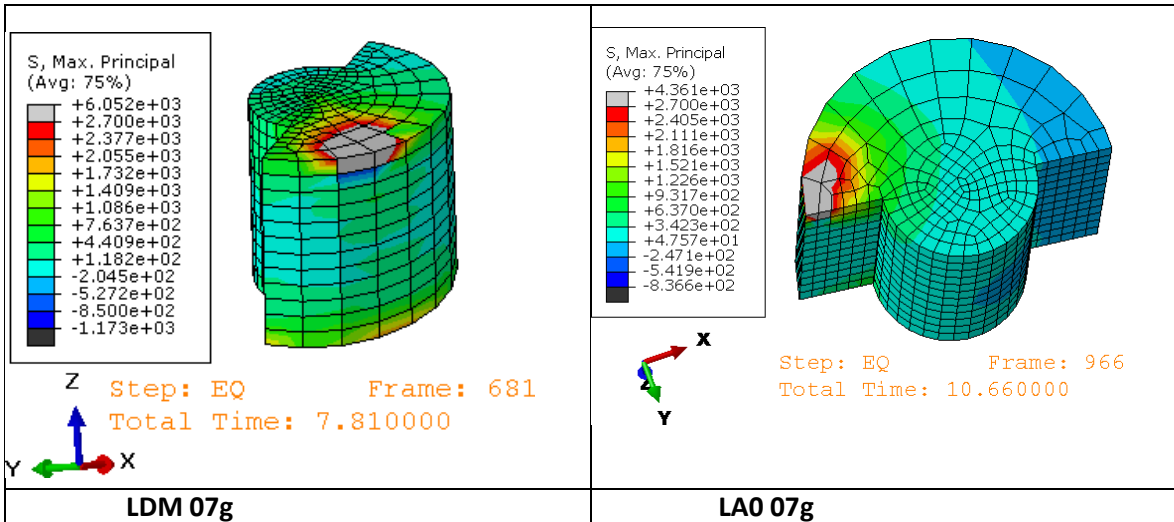 S, Max. Principal
(Avg: 75%)
+6.052e+03
+2.700e+03
+2.377e+03
+2.055e+03
+1.732e+03
+1.409e+03
+1.086e+03
+7.637e+02
+4.409e+02
+1.182e+02
-2.045e+02
-5.272e+02
-8.500e+02
-1.173e+03
Z
Y
X
Step: EQ Frame: 681
Total Time: 7.810000
LDM 07g
S, Max. Principal
(Avg: 75%)
+4.361e+03
+2.700e+03
+2.405e+03
+2.111e+03
+1.816e+03
+1.521e+03
+1.226e+03
+9.317e+02
+6.370e+02
+3.423e+02
+4.757e+01
-2.471e+02
-5.419e+02
-8.366e+02
X
Z
Y
Step: EQ Frame: 966
Total Time: 10.660000
LA0 07g